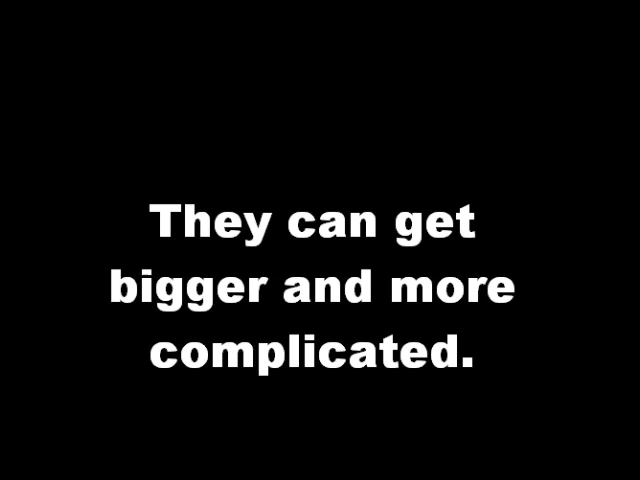 They can get
bigger and more
complicated.